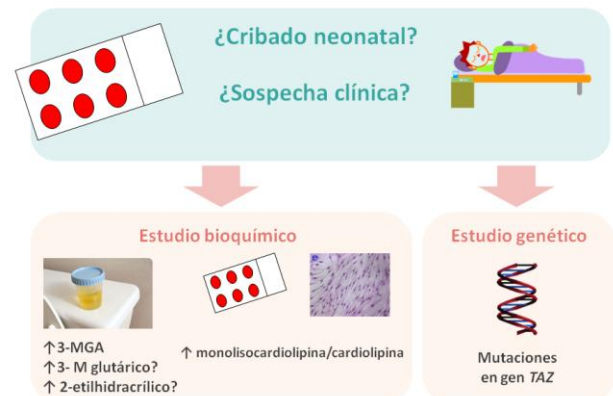 ¿Cribado neonatal?
¿Sospecha clínica?
Estudio bioquímico
e
↑3-MGA
↑3- M glutárico?
↑ 2-etilhidracrílico?
↑ monolisocardiolipina/cardiolipina
Estudio genético
Mutaciones
en gen TAZ